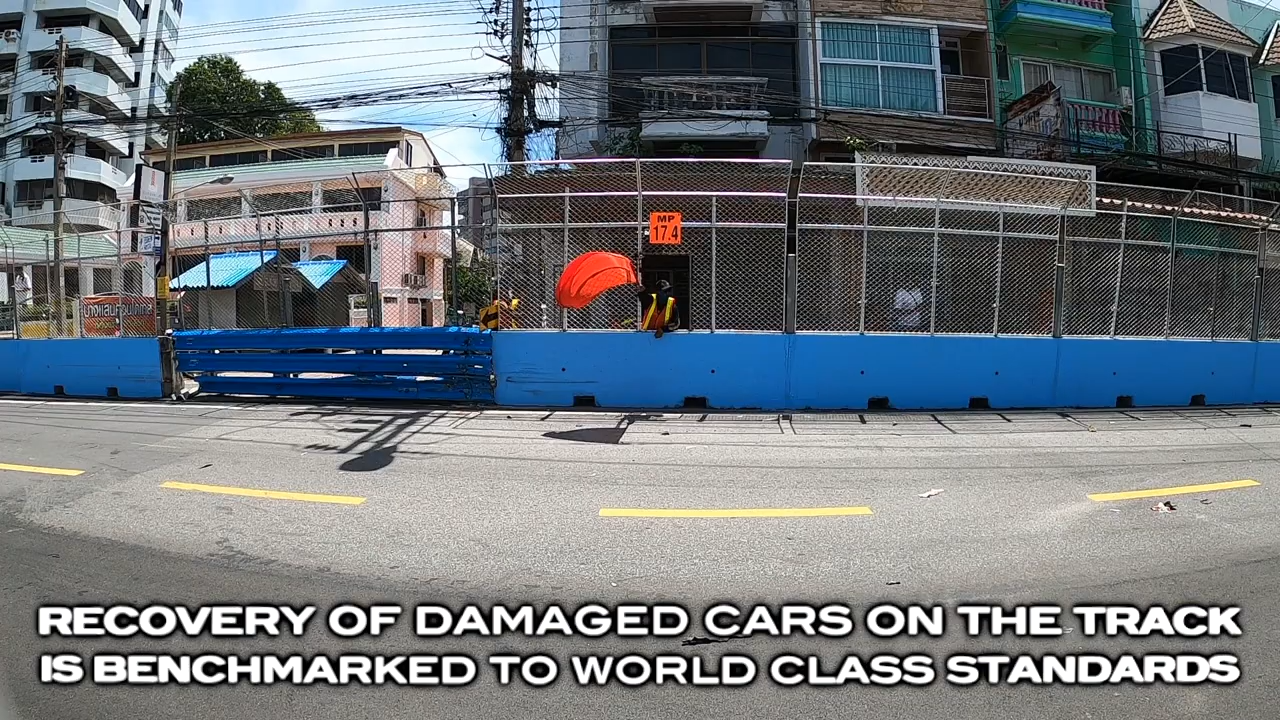 MP
17.4
RECOVERY OF DAMAGED CARS ON THE TRACK
IS BENCHMARKED TO WORLD CLASS STANDARDS